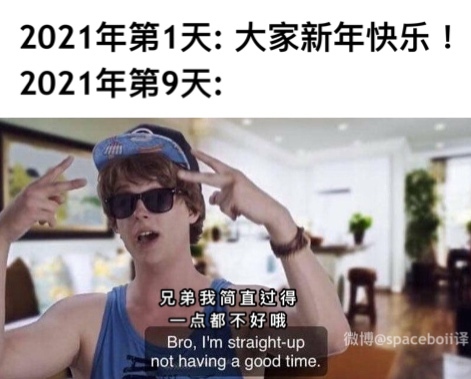 2021年第1天: 大家新年快乐！
2021年第9天:
兄弟我简直过得
一点都不好哦
Bro, I'm straight-up
not having a good time.
微博@spaceboii译